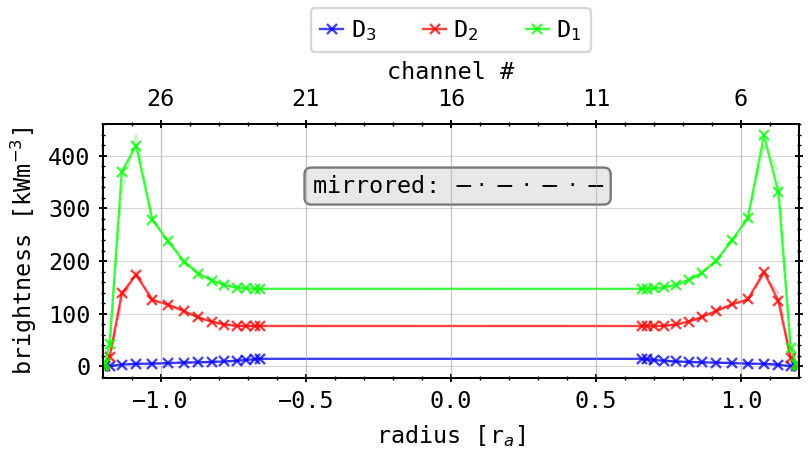 D₃ D₂ D₁
channel #
26 21 16 11 6
400
300
200
100
0
mirrored: — · — · — · —
brightness [kWm⁻³]
−1.0 −0.5 0.0 0.5 1.0
radius [rₐ]